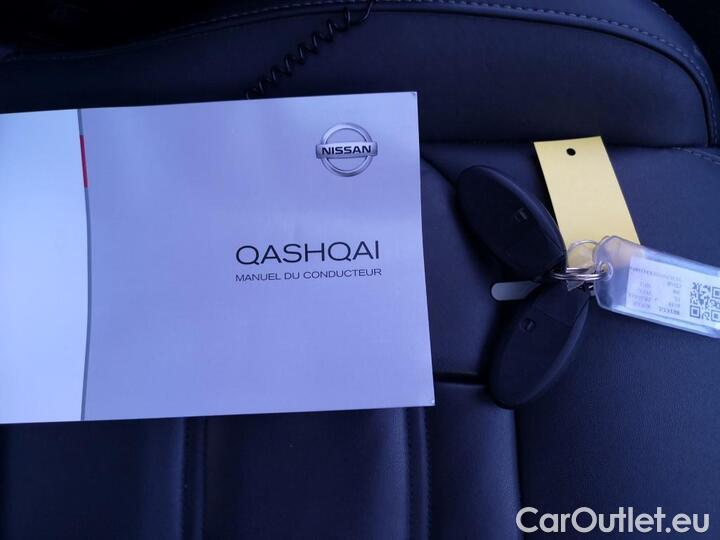 NISSAN
QASHQAI
MANUEL DU CONDUCTEUR
CarOutlet.eu